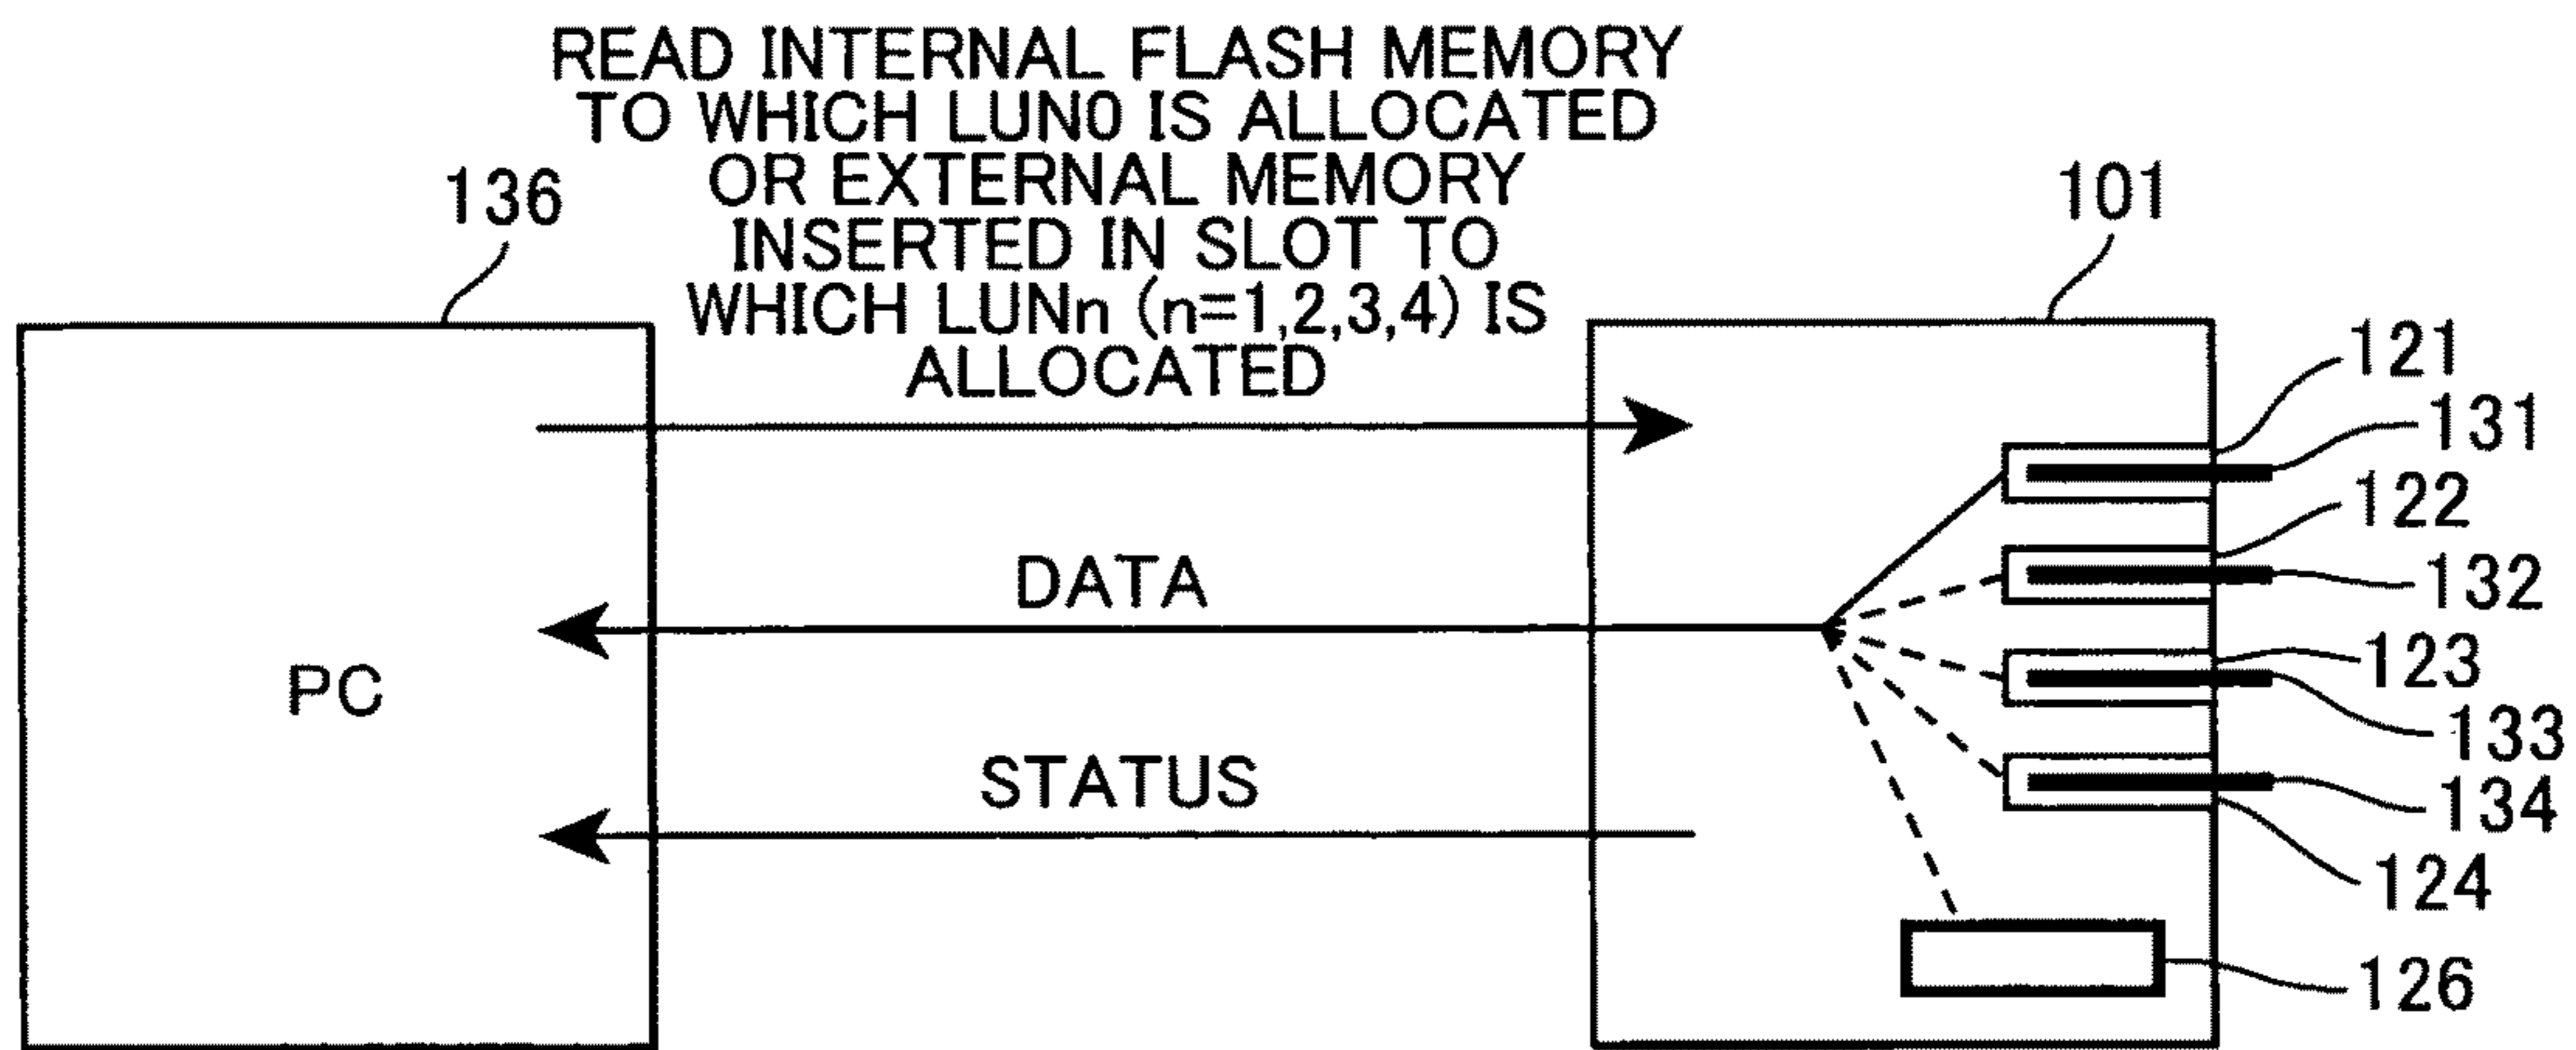 READ INTERNAL FLASH MEMORY
TO WHICH LUN0 IS ALLOCATED
OR EXTERNAL MEMORY
INSERTED IN SLOT TO
WHICH LUNn (n=1,2,3,4) IS
ALLOCATED
136
101
121
131
122
132
123
133
134
124
126
PC
DATA
STATUS